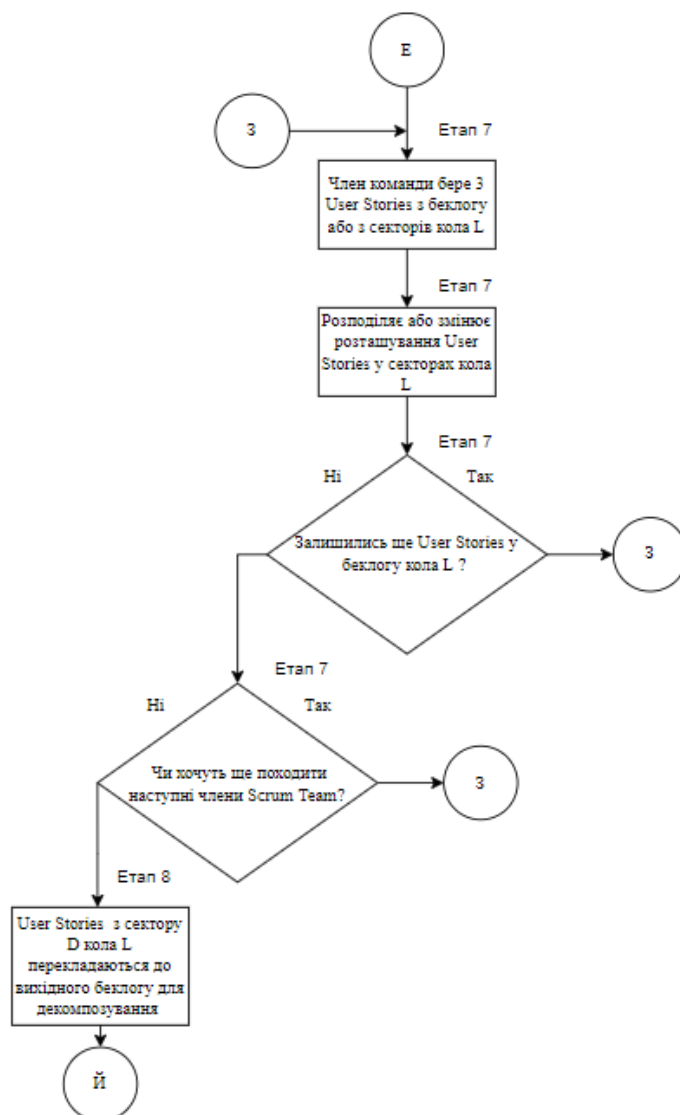 Е
З
Етап 7
Член команди бере 3
User Stories з беклогу
або з секторів кола L
Етап 7
Розподіляє або змінює
розташування User
Stories у секторах кола
L
Етап 7
Ні
Так
Залишились ще User Stories у
беклогу кола L ?
З
Етап 7
Ні
Так
Чи хочуть ще походити
наступні члени Scrum Team?
З
Етап 8
User Stories з сектору
D кола L
перекладаються до
вихідного беклогу для
декомпозування
Й